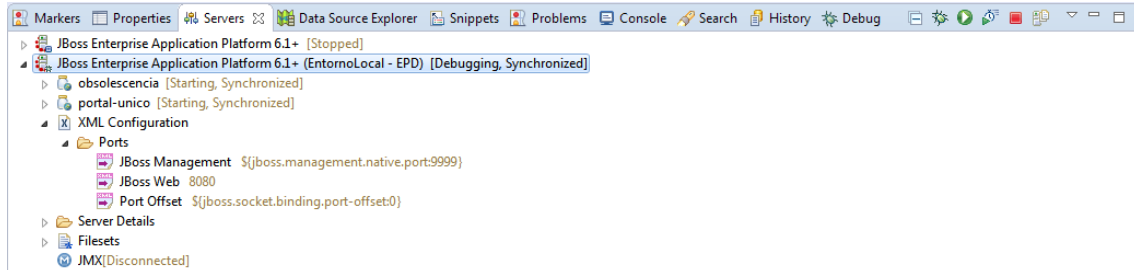 Markers Properties Servers Data Source Explorer Snippets Problems Console Search History Debug
JBoss Enterprise Application Platform 6.1+ [Stopped]
JBoss Enterprise Application Platform 6.1+ (EntornoLocal - EPD) [Debugging, Synchronized]
obsolescencia [Starting, Synchronized]
portal-unico [Starting, Synchronized]
XML Configuration
Ports
JBoss Management ${jboss.management.native.port:9999}
JBoss Web 8080
Port Offset ${jboss.socket.binding.port-offset:0}
Server Details
Filesets
JMX[Disconnected]